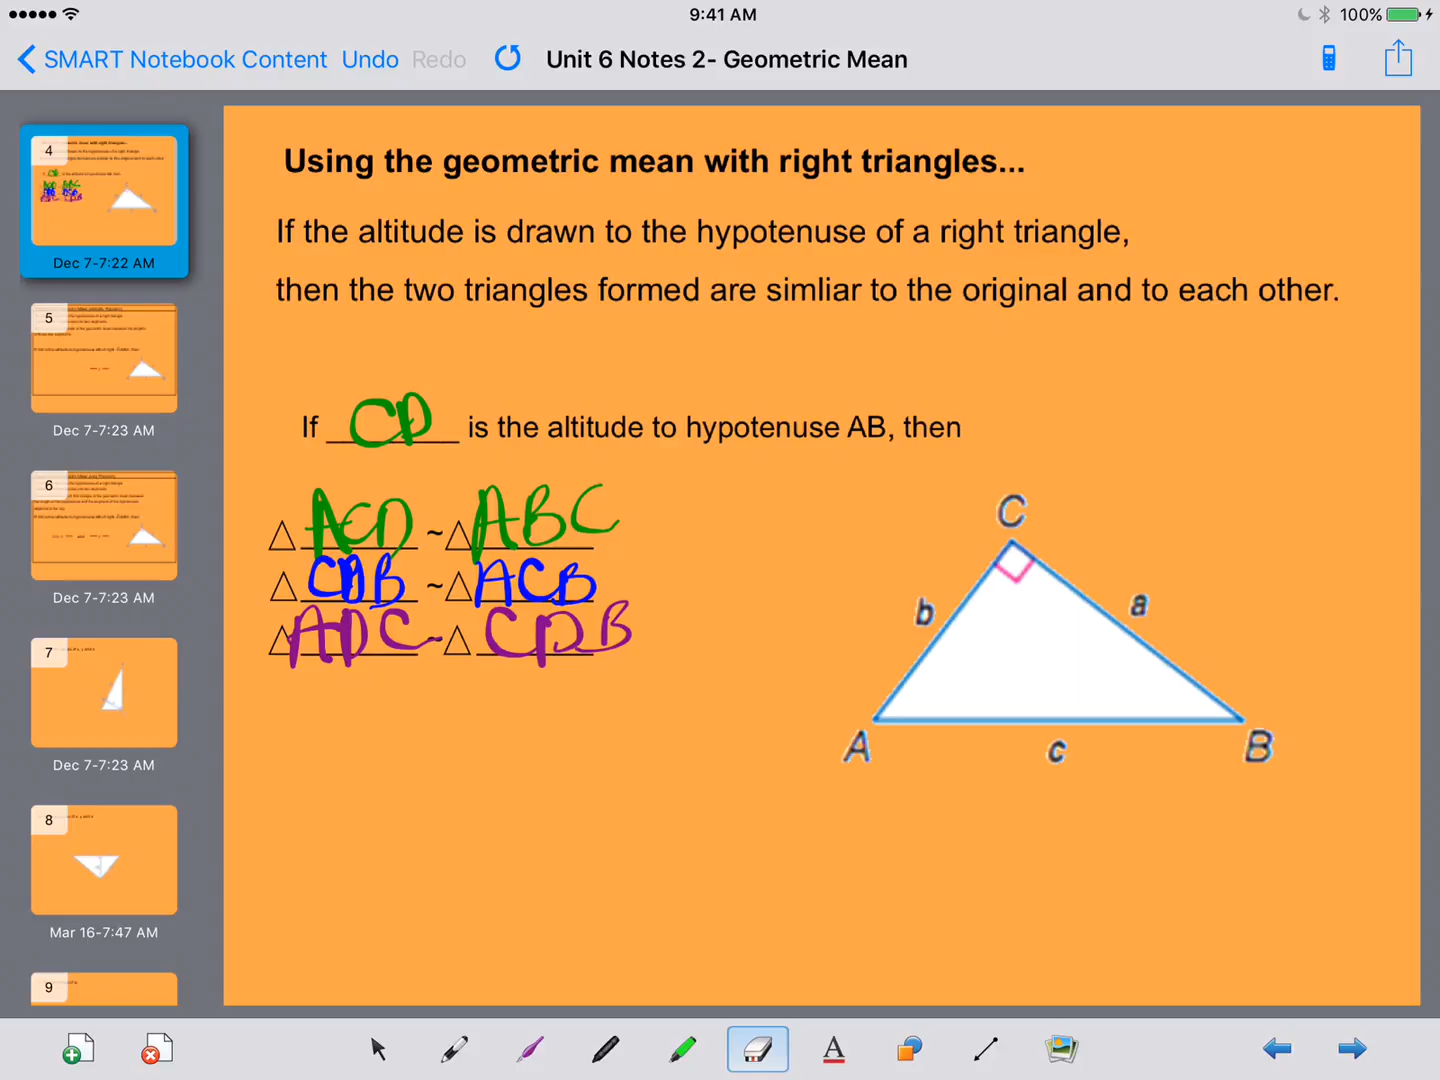 9:41 AM
100%
SMART Notebook Content Undo Redo Unit 6 Notes 2- Geometric Mean
4
Dec 7-7:22 AM
5
Dec 7-7:23 AM
6
Dec 7-7:23 AM
7
Dec 7-7:23 AM
8
Mar 16-7:47 AM
9
Using the geometric mean with right triangles...
If the altitude is drawn to the hypotenuse of a right triangle,
then the two triangles formed are simliar to the original and to each other.
If CD is the altitude to hypotenuse AB, then
△ ACD ~△ ABC
△ CDB ~△ ACB
△ ADC ~△ CDB
C
b a
A c B
A